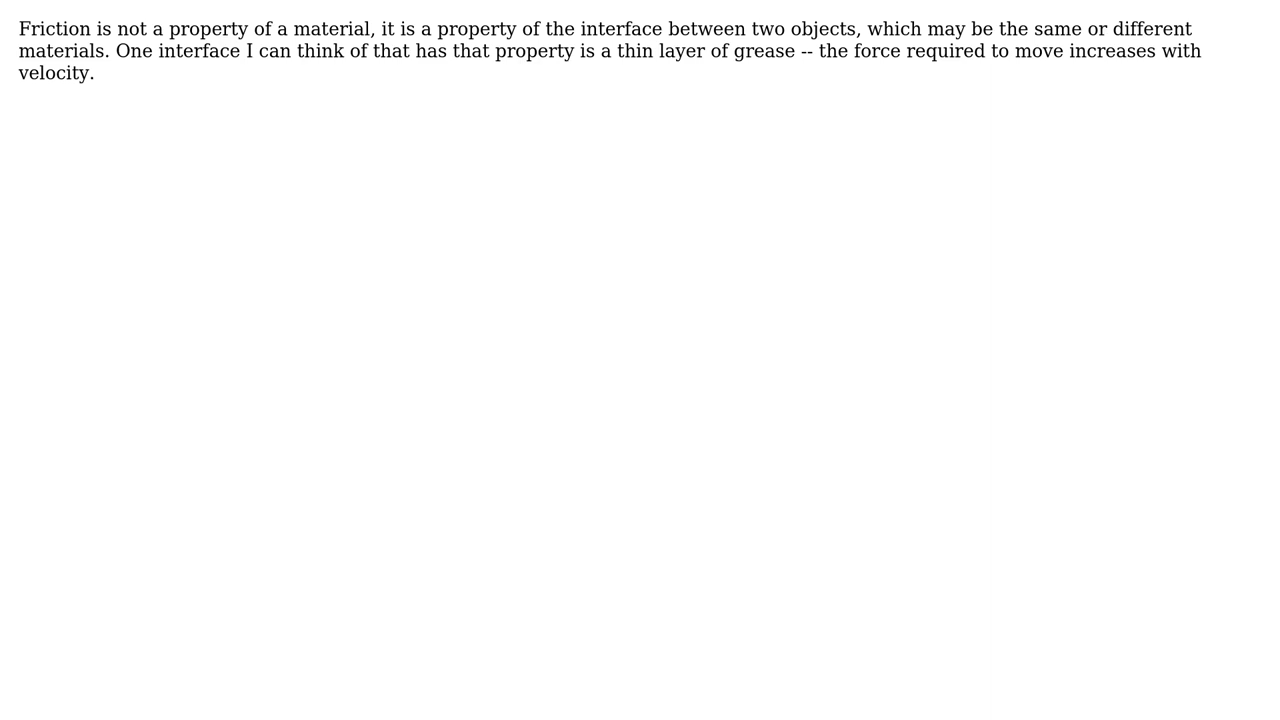 Friction is not a property of a material, it is a property of the interface between two objects, which may be the same or different
materials. One interface I can think of that has that property is a thin layer of grease -- the force required to move increases with
velocity.